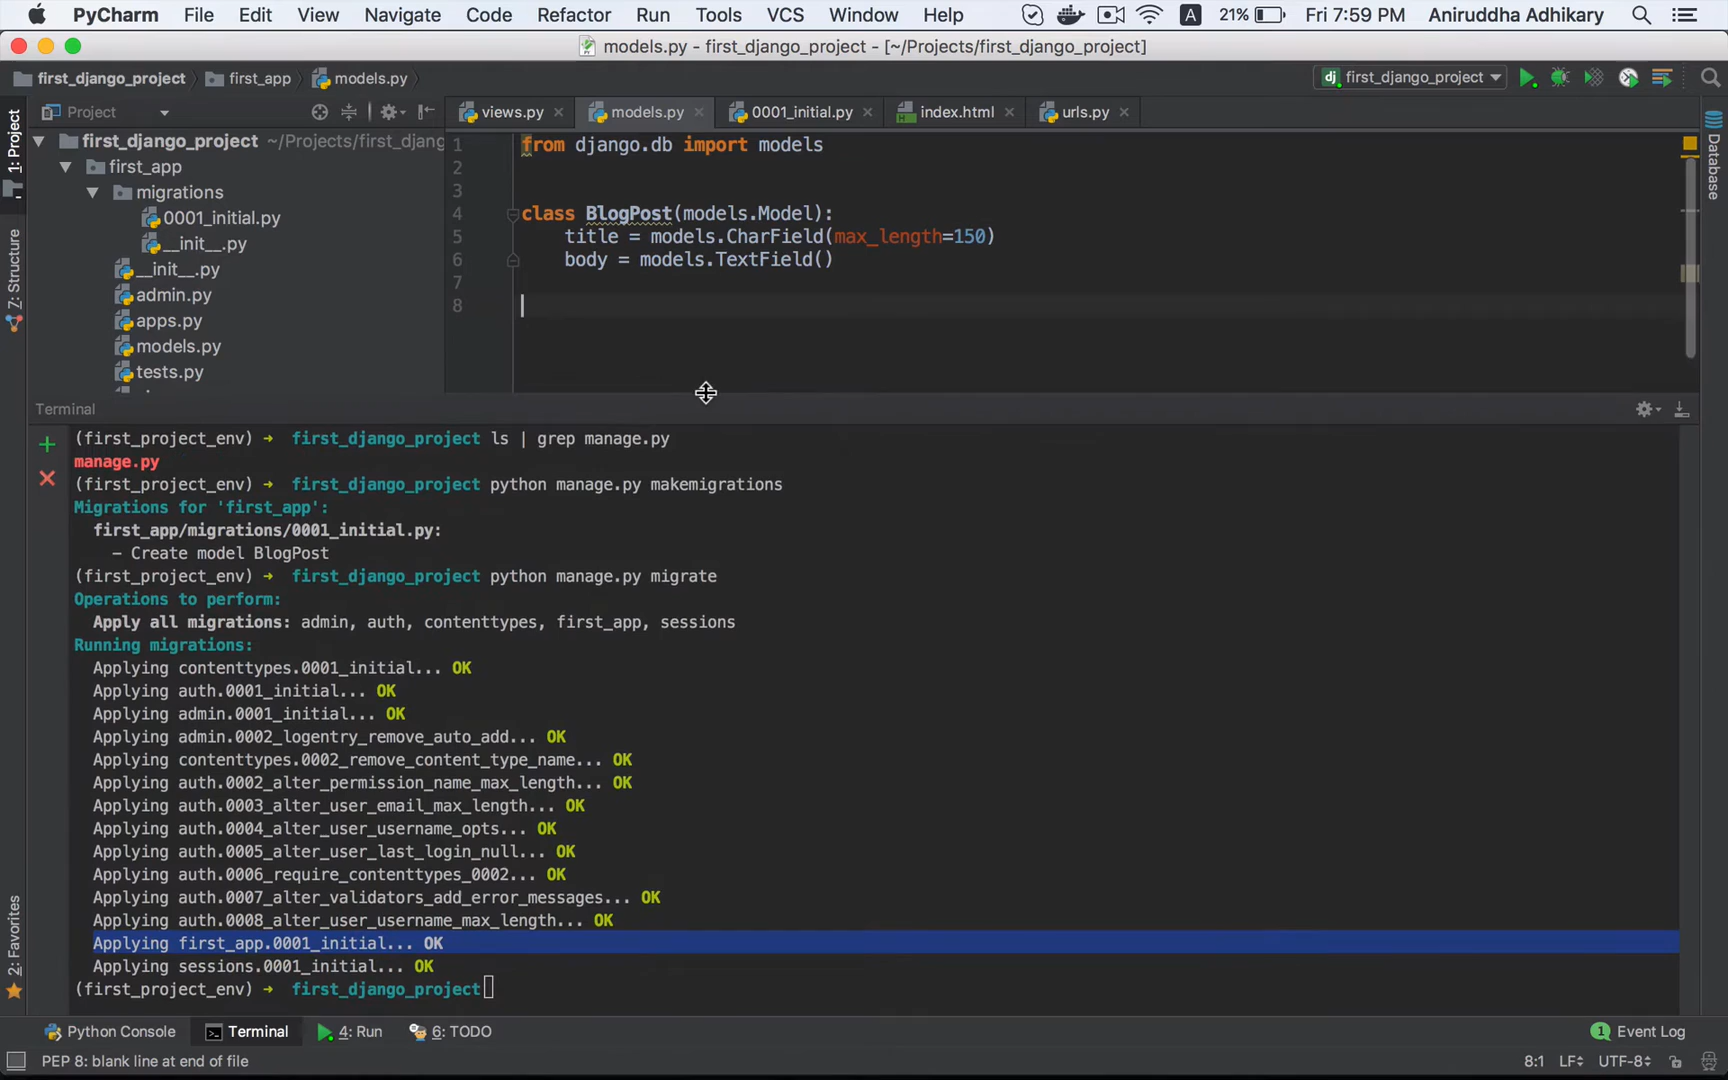 PyCharm File Edit View Navigate Code Refactor Run Tools VCS Window Help A 21% Fri 7:59 PM Aniruddha Adhikary
models.py - first_django_project - [~/Projects/first_django_project]
first_django_project first_app models.py dj first_django_project
1: Project
Project
views.py models.py 0001_initial.py index.html urls.py
Database
first_django_project ~/Projects/first_djang
first_app
migrations
0001_initial.py
__init__.py
__init__.py
admin.py
apps.py
models.py
tests.py
7: Structure
1 from django.db import models
2
3
4 class BlogPost(models.Model):
5 title = models.CharField(max_length=150)
6 body = models.TextField()
7
8
Terminal
(first_project_env) → first_django_project ls | grep manage.py
manage.py
(first_project_env) → first_django_project python manage.py makemigrations
Migrations for 'first_app':
first_app/migrations/0001_initial.py:
- Create model BlogPost
(first_project_env) → first_django_project python manage.py migrate
Operations to perform:
Apply all migrations: admin, auth, contenttypes, first_app, sessions
Running migrations:
Applying contenttypes.0001_initial... OK
Applying auth.0001_initial... OK
Applying admin.0001_initial... OK
Applying admin.0002_logentry_remove_auto_add... OK
Applying contenttypes.0002_remove_content_type_name... OK
Applying auth.0002_alter_permission_name_max_length... OK
Applying auth.0003_alter_user_email_max_length... OK
Applying auth.0004_alter_user_username_opts... OK
Applying auth.0005_alter_user_last_login_null... OK
Applying auth.0006_require_contenttypes_0002... OK
Applying auth.0007_alter_validators_add_error_messages... OK
Applying auth.0008_alter_user_username_max_length... OK
Applying first_app.0001_initial... OK
Applying sessions.0001_initial... OK
(first_project_env) → first_django_project
2: Favorites
Python Console Terminal 4: Run 6: TODO 1 Event Log
PEP 8: blank line at end of file 8:1 LF UTF-8